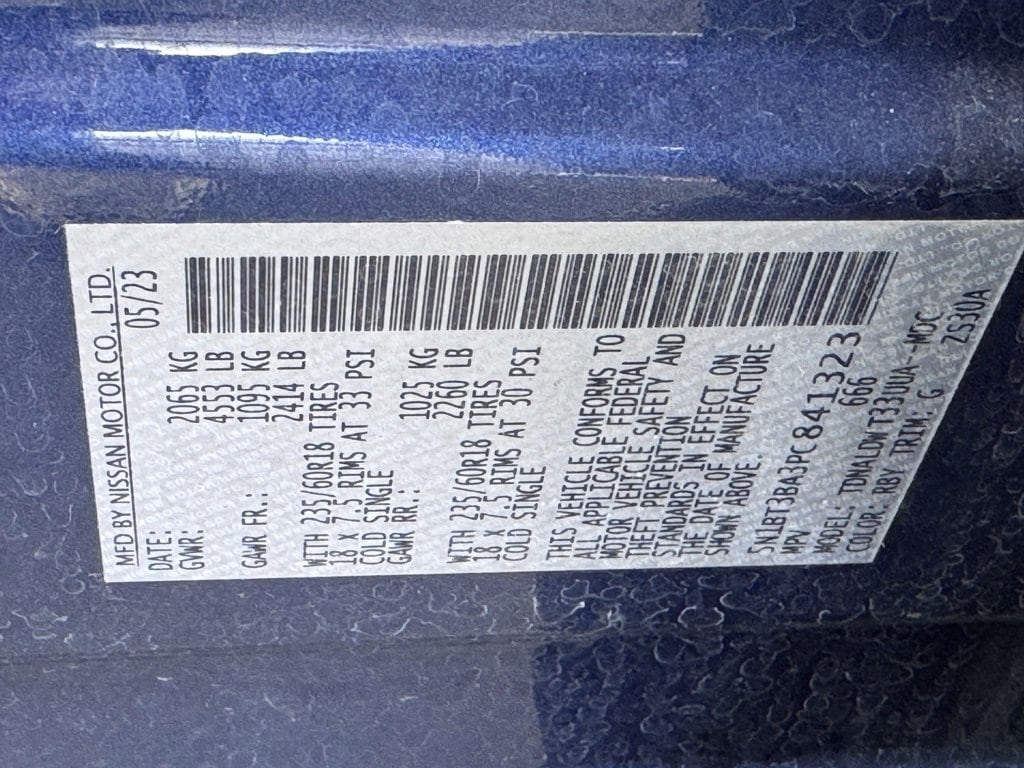 MFD BY NISSAN MOTOR CO., LTD.
DATE: 05/23
GVWR: 2065 KG
4553 LB
GAWR FR.: 1095 KG
2414 LB
WITH 235/60R18 TIRES
18 X 7.5 RIMS AT 33 PSI
COLD SINGLE
GAWR RR.: 1025 KG
2260 LB
WITH 235/60R18 TIRES
18 X 7.5 RIMS AT 30 PSI
COLD SINGLE
THIS VEHICLE CONFORMS TO
ALL APPLICABLE FEDERAL
MOTOR VEHICLE SAFETY AND
THEFT PREVENTION
STANDARDS IN EFFECT ON
THE DATE OF MANUFACTURE
SHOWN ABOVE.
5N1BT3BA3PC841323
MPV 666
MODEL: TDNALDWT33UUA-MDC
COLOR: RBY TRIM: G ZS30A